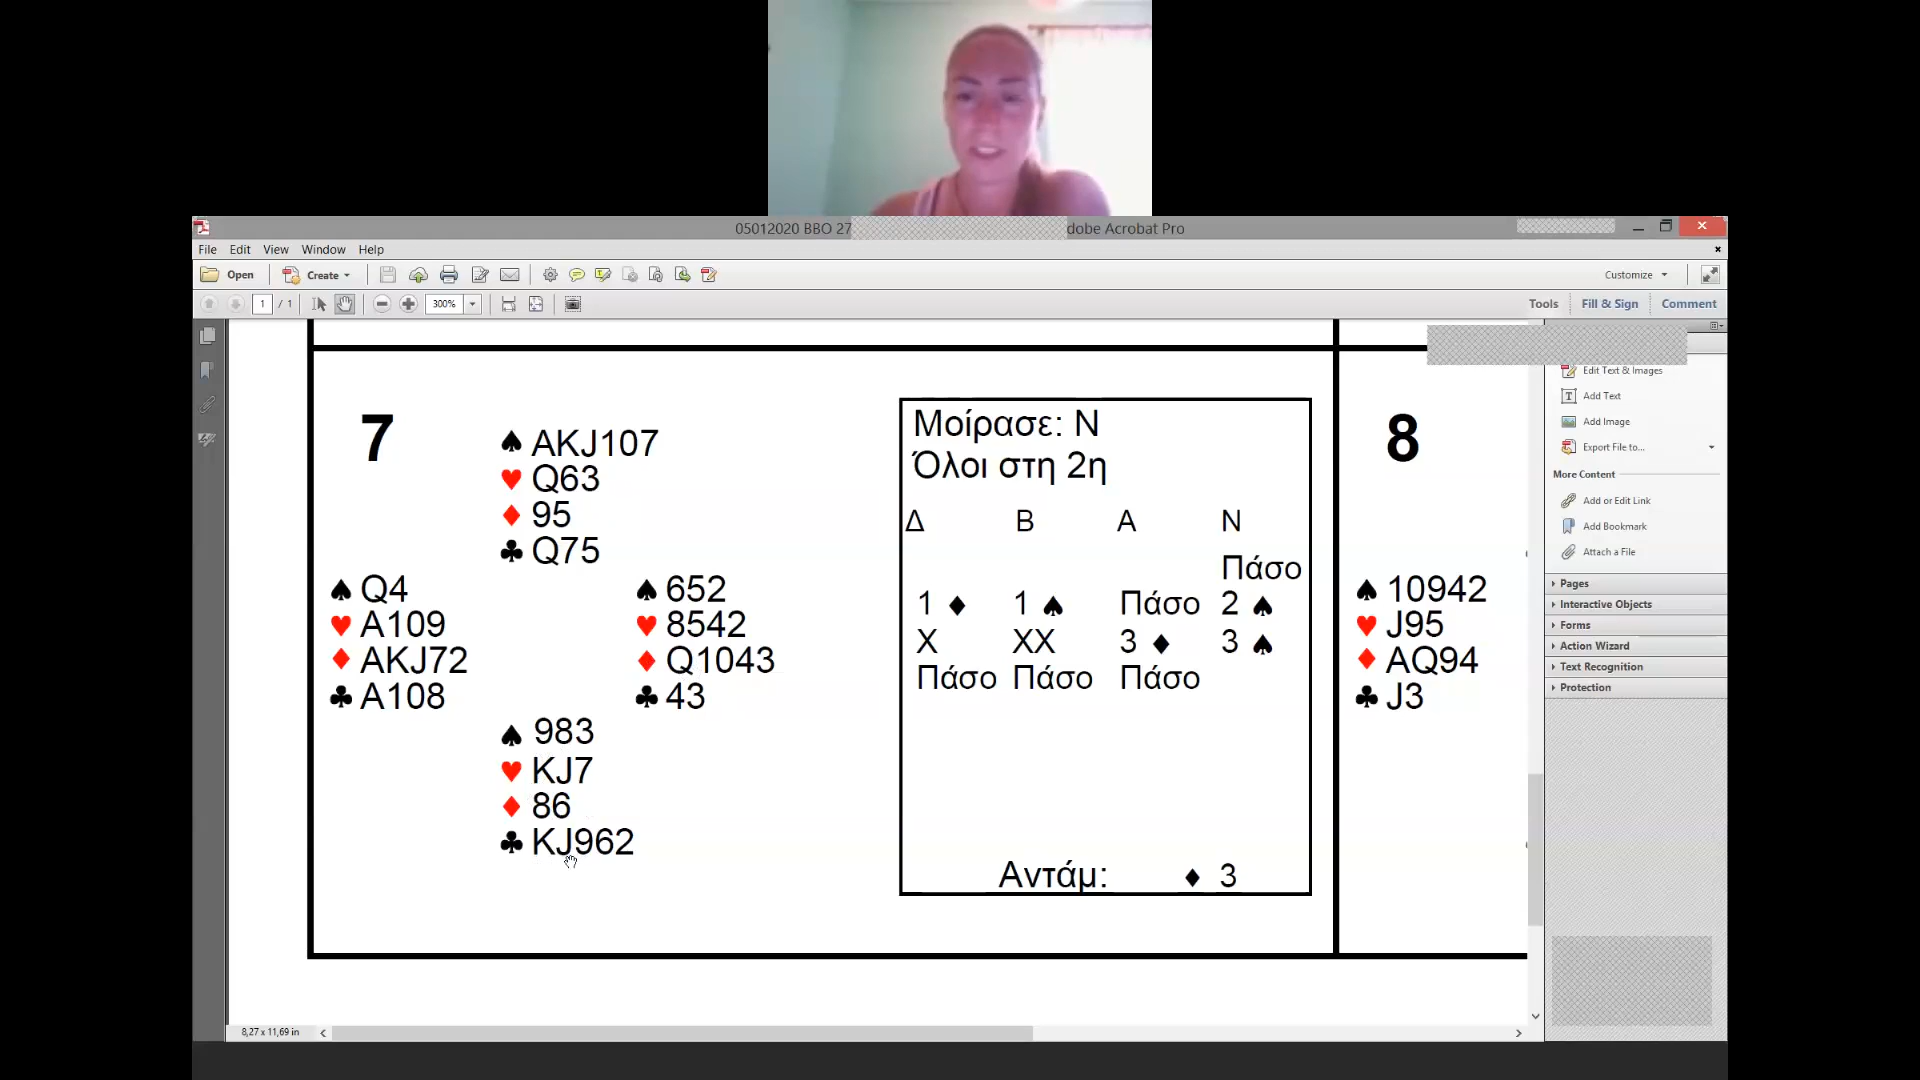 05012020 BBO 27
dobe Acrobat Pro
File Edit View Window Help
Open Create Customize
1 / 1 300% Tools Fill & Sign Comment
Edit Text & Images
Add Text
Add Image
Export File to...
More Content
Add or Edit Link
Add Bookmark
Attach a File
Pages
Interactive Objects
Forms
Action Wizard
Text Recognition
Protection
7
♠ AKJ107
♥ Q63
♦ 95
♣ Q75
♠ Q4
♥ A109
♦ AKJ72
♣ A108
♠ 652
♥ 8542
♦ Q1043
♣ 43
♠ 983
♥ KJ7
♦ 86
♣ KJ962
Μοίρασε: Ν
Όλοι στη 2η
Δ Β Α Ν
Πάσο
1 ♦ 1 ♠ Πάσο 2 ♠
X XX 3 ♦ 3 ♠
Πάσο Πάσο Πάσο
Αντάμ: ♦ 3
8
♠ 10942
♥ J95
♦ AQ94
♣ J3
8,27 x 11,69 in